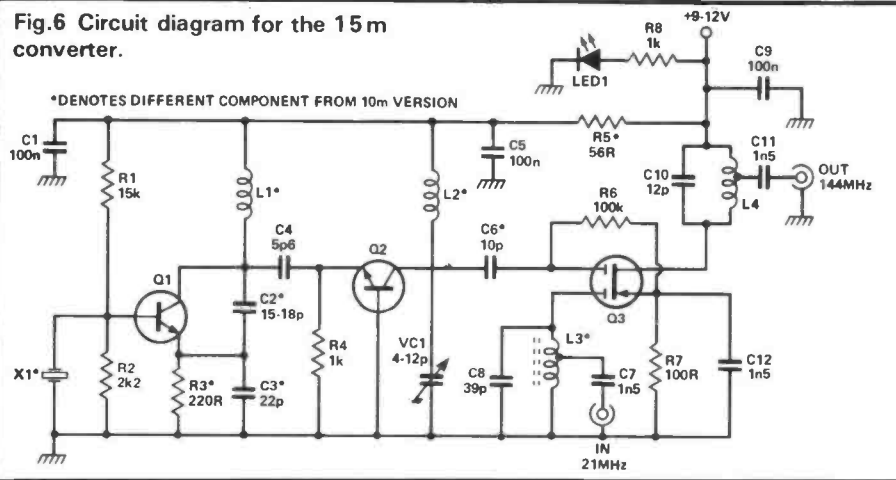 Fig.6 Circuit diagram for the 15m
converter.
*DENOTES DIFFERENT COMPONENT FROM 10m VERSION
+9-12V
R8
1k
LED1
C9
100n
C1
100n
R1
15k
L1*
C5
100n
R5*
56R
L2*
C10
12p
L4
C11
1n5
OUT
144MHz
R6
100k
C4
5p6
Q2
C6*
10p
Q1
Q3
C2*
15-18p
X1*
R2
2k2
R3*
220R
C3*
22p
R4
1k
VC1
4-12p
C8
39p
L3*
C7
1n5
R7
100R
C12
1n5
IN
21MHz